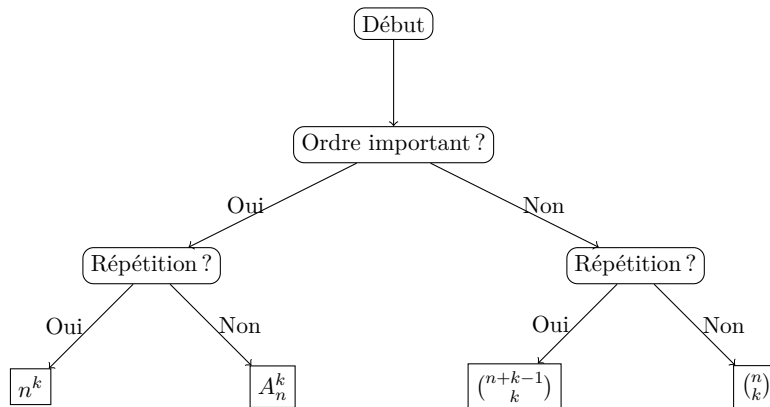 Début
Ordre important ?
Oui
Non
Répétition ?
Répétition ?
Oui
Non
Oui
Non
n^k
A_n^k
\binom{n+k-1}{k}
\binom{n}{k}